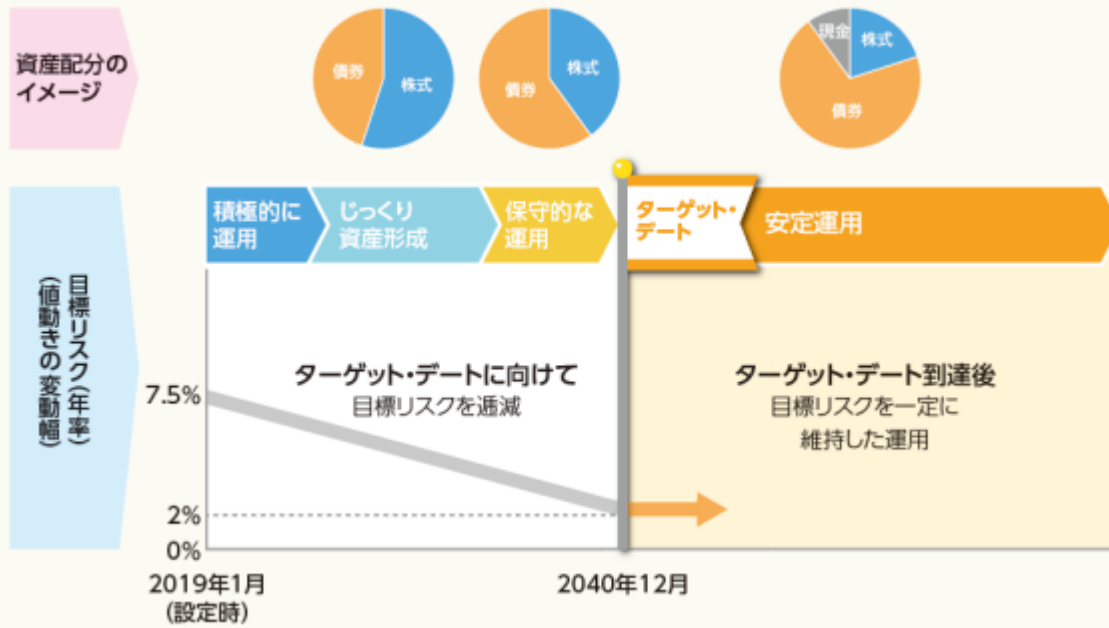 資産配分の
イメージ
債券
株式
債券
株式
現金
株式
債券
積極的に
運用
じっくり
資産形成
保守的な
運用
ターゲット・
デート
安定運用
目標リスク(年率)
(値動きの変動幅)
7.5%
2%
0%
ターゲット・デートに向けて
目標リスクを逓減
ターゲット・デート到達後
目標リスクを一定に
維持した運用
2019年1月
(設定時)
2040年12月